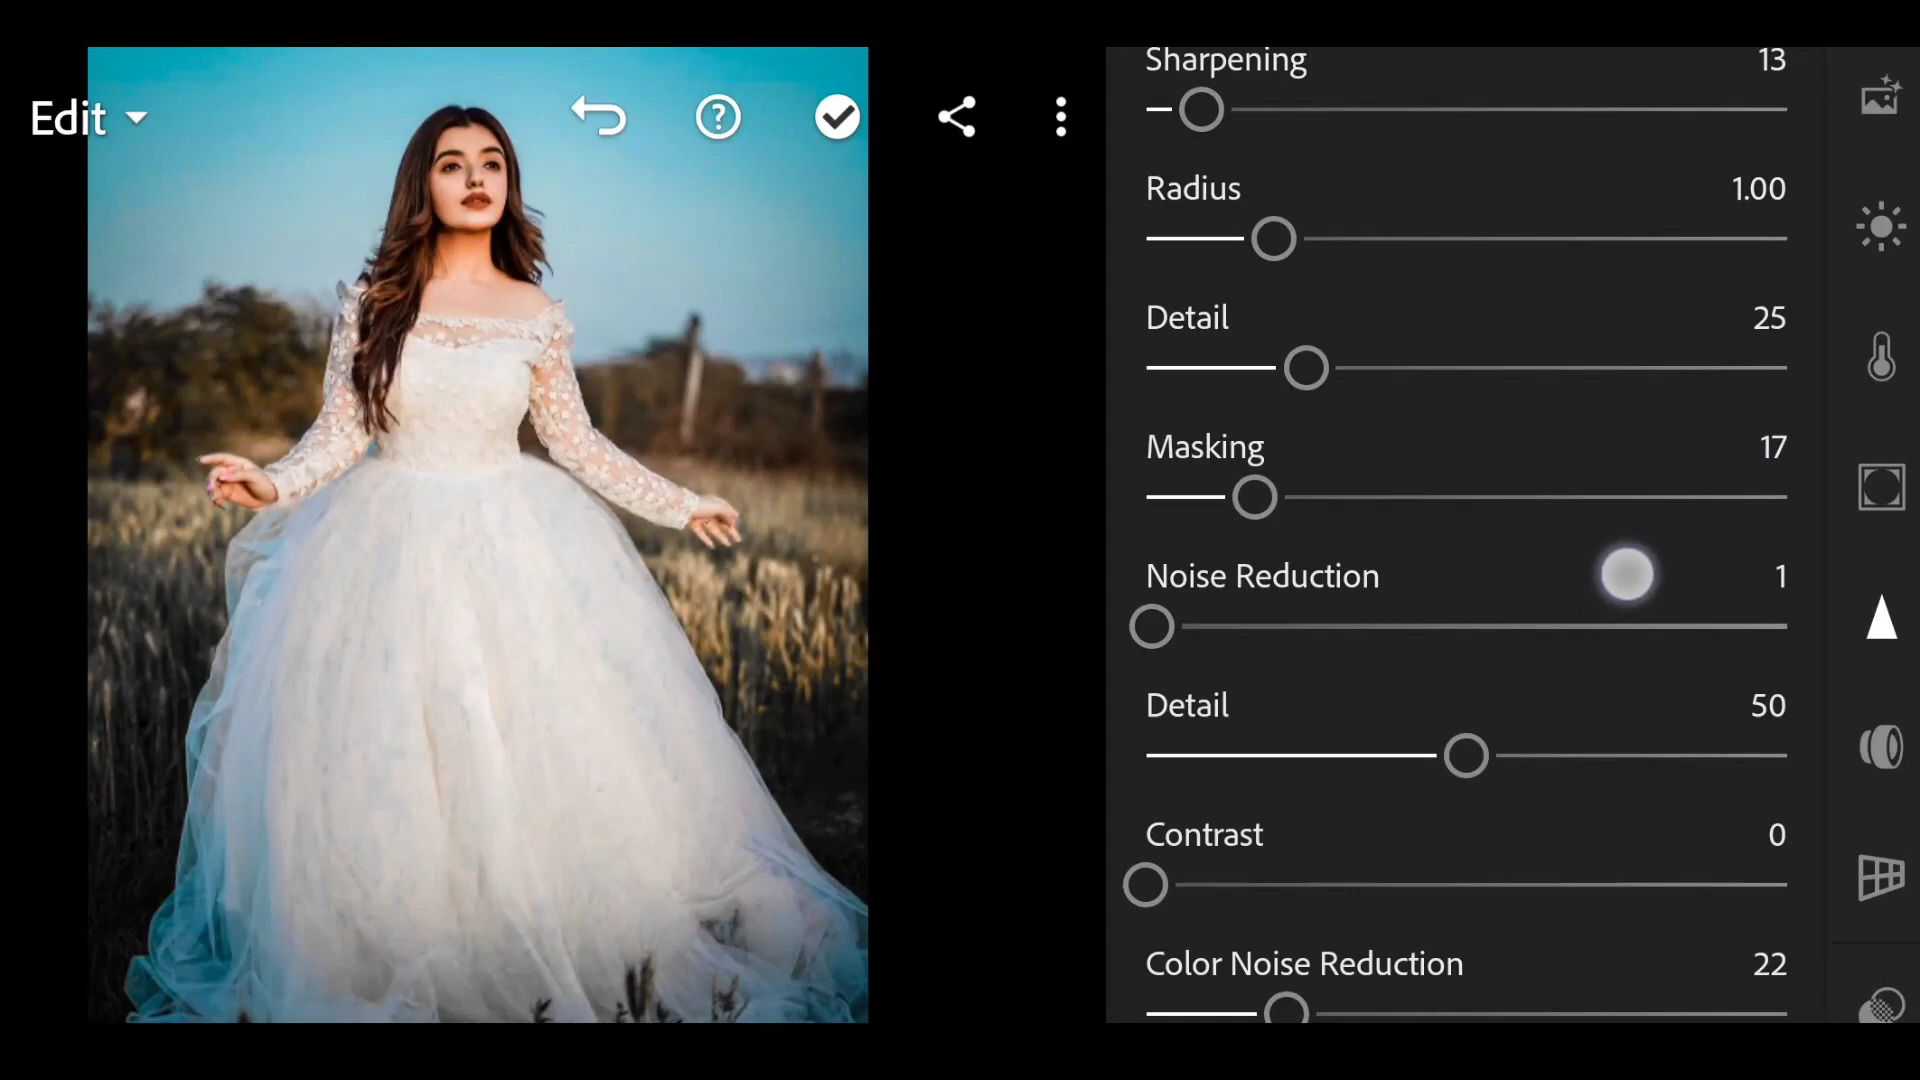 Edit
Sharpening 13
Radius 1.00
Detail 25
Masking 17
Noise Reduction 1
Detail 50
Contrast 0
Color Noise Reduction 22